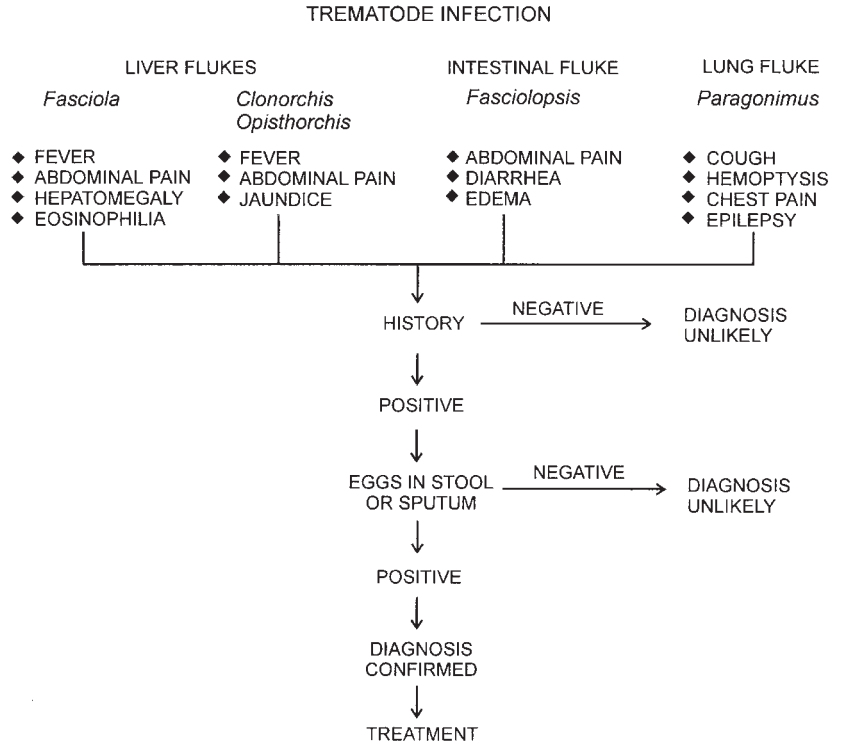 TREMATODE INFECTION
LIVER FLUKES
Fasciola
◆ FEVER
◆ ABDOMINAL PAIN
◆ HEPATOMEGALY
◆ EOSINOPHILIA
Clonorchis
Opisthorchis
◆ FEVER
◆ ABDOMINAL PAIN
◆ JAUNDICE
INTESTINAL FLUKE
Fasciolopsis
◆ ABDOMINAL PAIN
◆ DIARRHEA
◆ EDEMA
LUNG FLUKE
Paragonimus
◆ COUGH
◆ HEMOPTYSIS
◆ CHEST PAIN
◆ EPILEPSY
HISTORY
NEGATIVE
DIAGNOSIS
UNLIKELY
POSITIVE
EGGS IN STOOL
OR SPUTUM
NEGATIVE
DIAGNOSIS
UNLIKELY
POSITIVE
DIAGNOSIS
CONFIRMED
TREATMENT